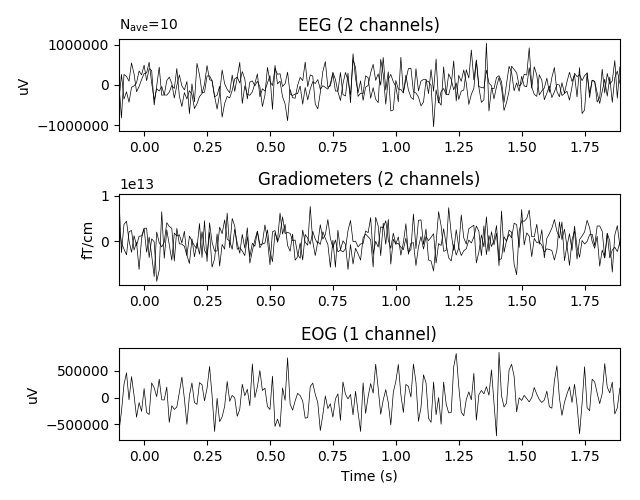 N_ave=10
EEG (2 channels)
1000000
0
−1000000
uV
0.00 0.25 0.50 0.75 1.00 1.25 1.50 1.75
1e13
Gradiometers (2 channels)
1
0
fT/cm
0.00 0.25 0.50 0.75 1.00 1.25 1.50 1.75
EOG (1 channel)
500000
0
−500000
uV
0.00 0.25 0.50 0.75 1.00 1.25 1.50 1.75
Time (s)